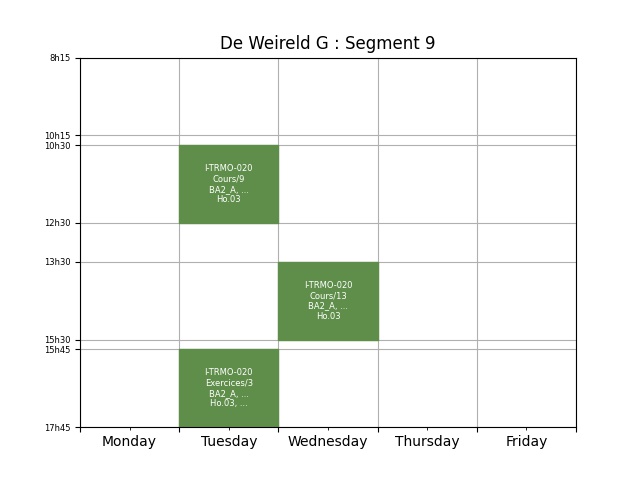 De Weireld G : Segment 9
8h15
10h15
10h30
I-TRMO-020
Cours/9
BA2_A, ...
Ho.03
12h30
13h30
I-TRMO-020
Cours/13
BA2_A, ...
Ho.03
15h30
15h45
I-TRMO-020
Exercices/3
BA2_A, ...
Ho.03, ...
17h45
Monday Tuesday Wednesday Thursday Friday